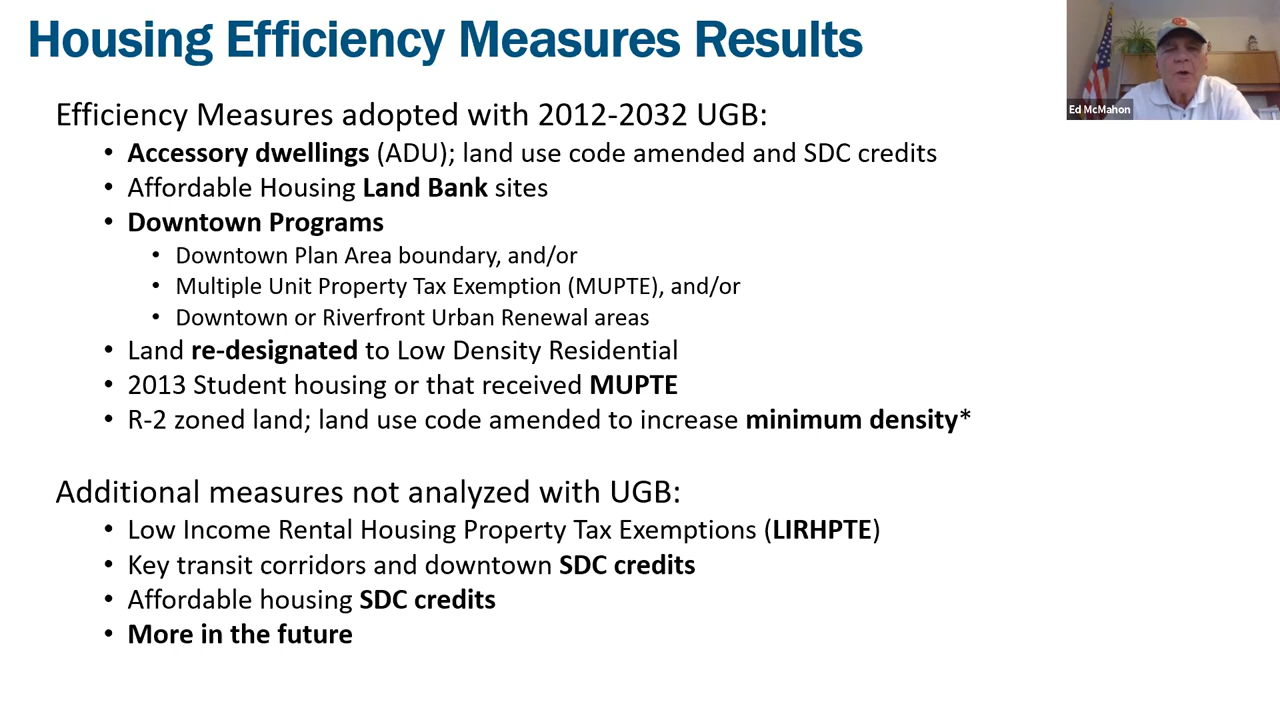 Housing Efficiency Measures Results
Ed McMahon
Efficiency Measures adopted with 2012-2032 UGB:
• Accessory dwellings (ADU); land use code amended and SDC credits
• Affordable Housing Land Bank sites
• Downtown Programs
• Downtown Plan Area boundary, and/or
• Multiple Unit Property Tax Exemption (MUPTE), and/or
• Downtown or Riverfront Urban Renewal areas
• Land re-designated to Low Density Residential
• 2013 Student housing or that received MUPTE
• R-2 zoned land; land use code amended to increase minimum density*
Additional measures not analyzed with UGB:
• Low Income Rental Housing Property Tax Exemptions (LIRHPTE)
• Key transit corridors and downtown SDC credits
• Affordable housing SDC credits
• More in the future